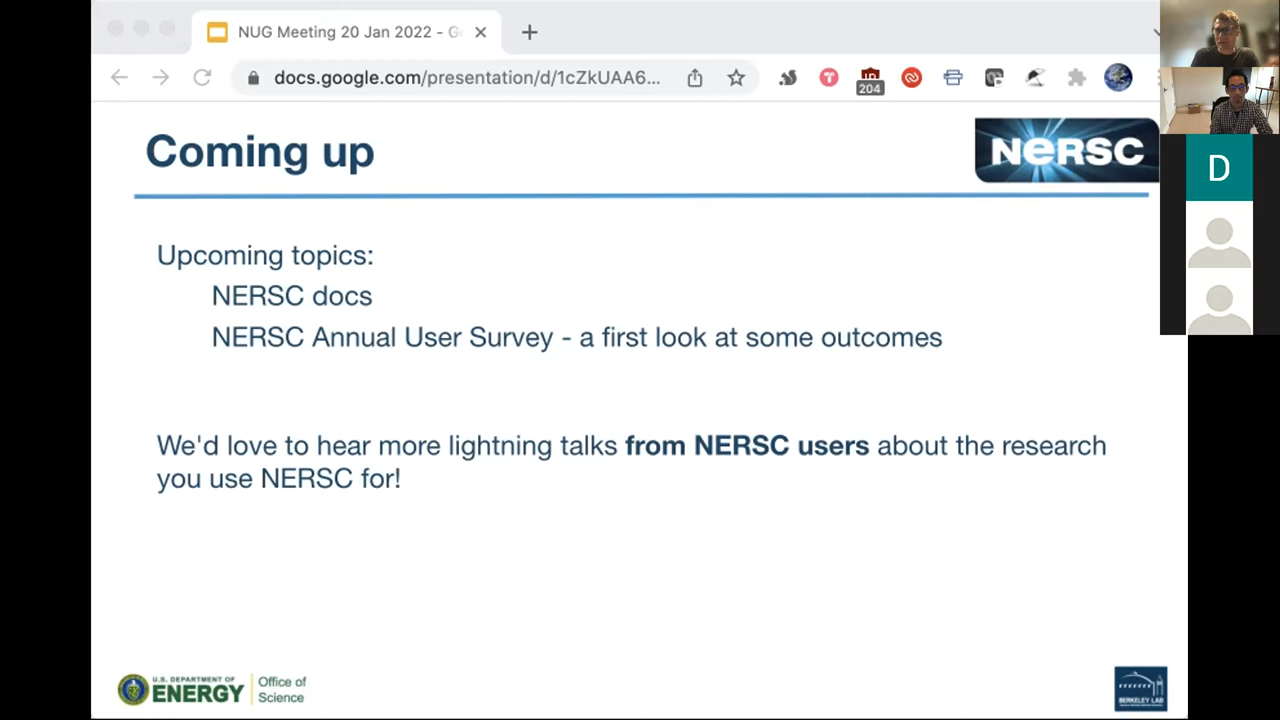 NUG Meeting 20 Jan 2022 - G
docs.google.com/presentation/d/1cZkUAA6...
204
Coming up
NERSC
D
Upcoming topics:
NERSC docs
NERSC Annual User Survey - a first look at some outcomes
We'd love to hear more lightning talks from NERSC users about the research
you use NERSC for!
U.S. DEPARTMENT OF
ENERGY
Office of
Science
BERKELEY LAB